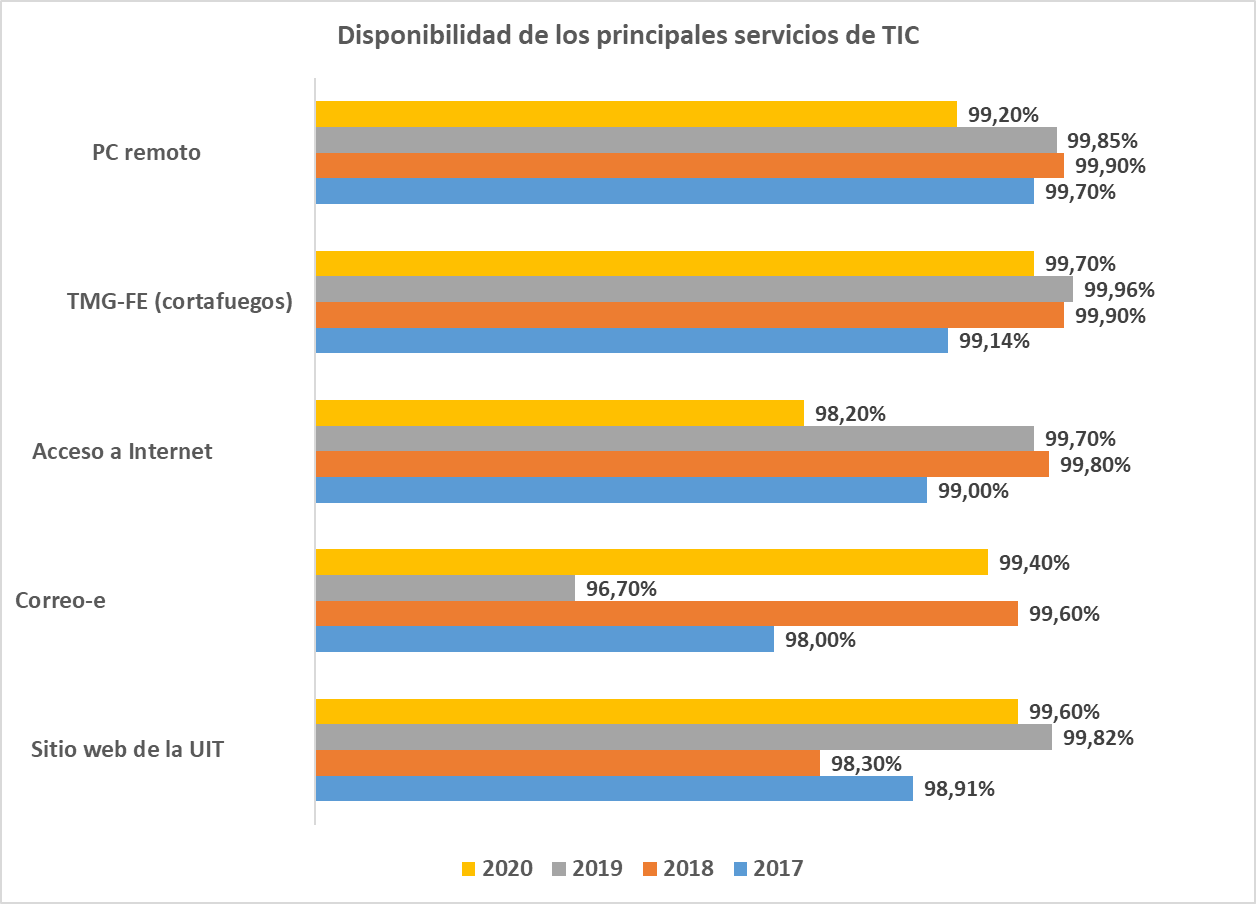 Disponibilidad de los principales servicios de TIC
PC remoto
99,20%
99,85%
99,90%
99,70%
TMG-FE (cortafuegos)
99,70%
99,96%
99,90%
99,14%
Acceso a Internet
98,20%
99,70%
99,80%
99,00%
Correo-e
99,40%
96,70%
99,60%
98,00%
Sitio web de la UIT
99,60%
99,82%
98,30%
98,91%
2020 2019 2018 2017